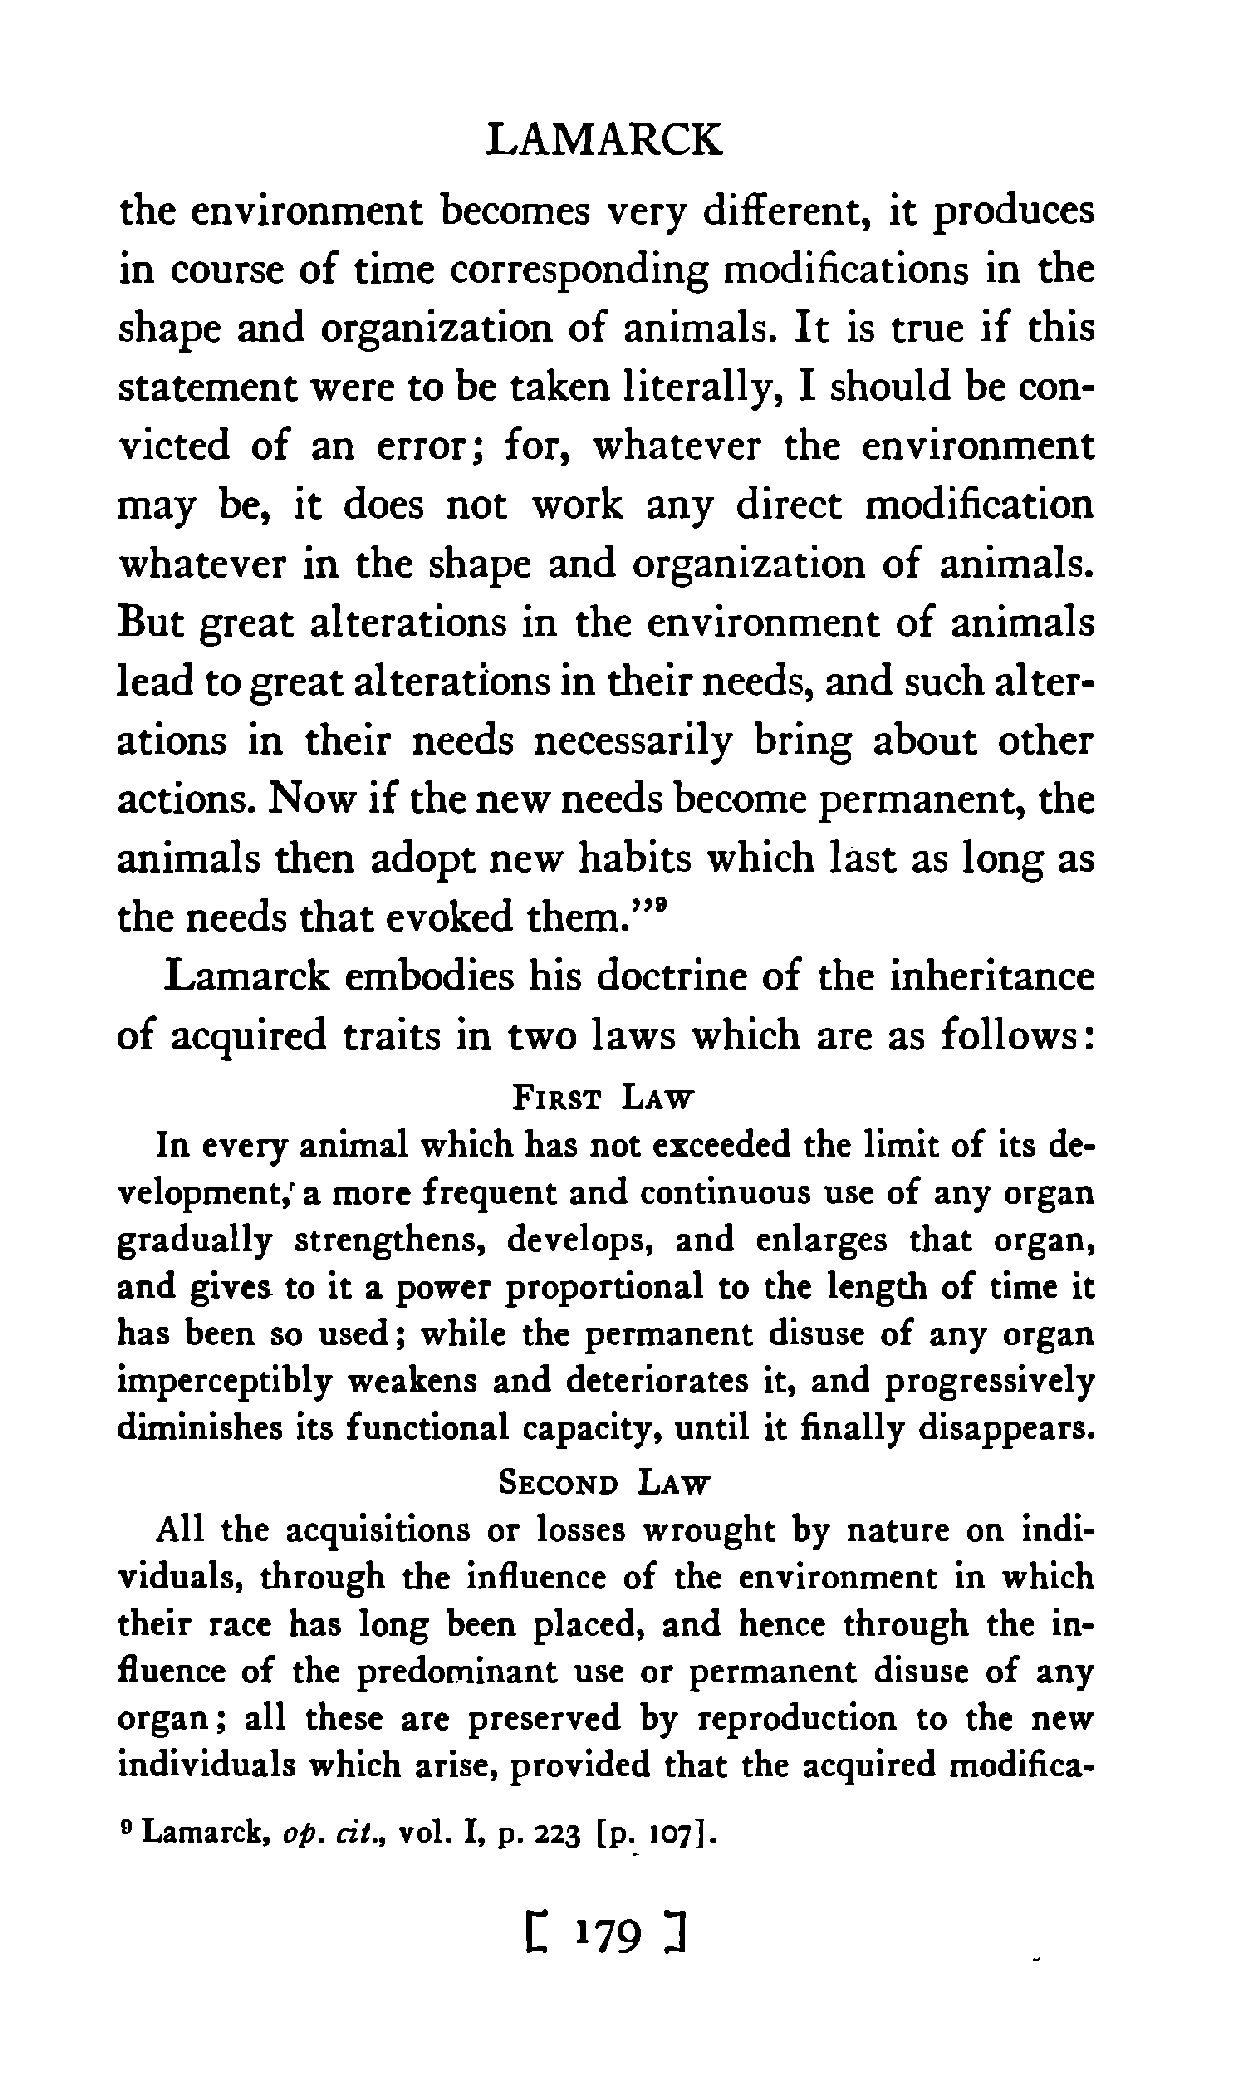 LAMARCK
the environment becomes very different, it produces
in course of time corresponding modifications in the
shape and organization of animals. It is true if this
statement were to be taken literally, I should be con-
victed of an error; for, whatever the environment
may be, it does not work any direct modification
whatever in the shape and organization of animals.
But great alterations in the environment of animals
lead to great alterations in their needs, and such alter-
ations in their needs necessarily bring about other
actions. Now if the new needs become permanent, the
animals then adopt new habits which last as long as
the needs that evoked them."⁹
Lamarck embodies his doctrine of the inheritance
of acquired traits in two laws which are as follows:
FIRST LAW
In every animal which has not exceeded the limit of its de-
velopment, a more frequent and continuous use of any organ
gradually strengthens, develops, and enlarges that organ,
and gives to it a power proportional to the length of time it
has been so used; while the permanent disuse of any organ
imperceptibly weakens and deteriorates it, and progressively
diminishes its functional capacity, until it finally disappears.
SECOND LAW
All the acquisitions or losses wrought by nature on indi-
viduals, through the influence of the environment in which
their race has long been placed, and hence through the in-
fluence of the predominant use or permanent disuse of any
organ; all these are preserved by reproduction to the new
individuals which arise, provided that the acquired modifica-
⁹ Lamarck, op. cit., vol. I, p. 223 [p. 107].
[ 179 ]